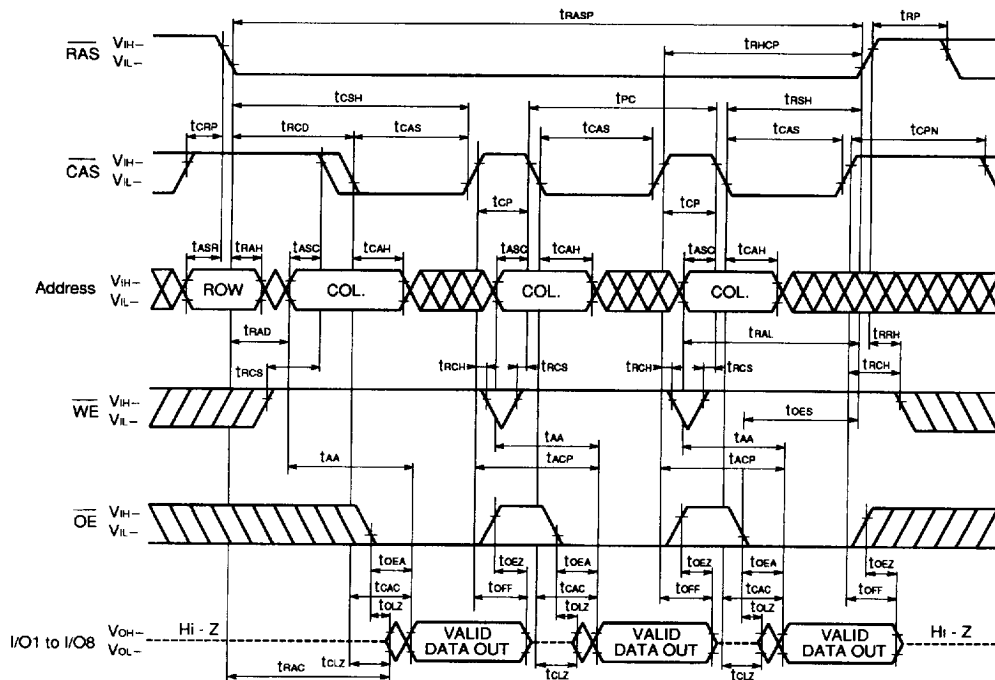 tRASP tRP
RAS VIH– VIL– tRHCP
tCSH tPC tRSH
tCRP tRCD tCAS tCAS tCAS tCPN
CAS VIH– VIL–
tCP tCP
tASR tRAH tASC tCAH tASC tCAH tASC tCAH
Address VIH– VIL– ROW COL. COL. COL.
tRAD tRAL tRRH
tRCS tRCH tRCS tRCH tRCS tRCH
WE VIH– VIL–
tOES
tAA tAA tAA
tACP tACP
OE VIH– VIL–
tOEA tOEZ tOEA tOEZ tOEA tOEZ
tCAC tOFF tCAC tOFF tCAC tOFF
tOLZ tOLZ tOLZ
I/O1 to I/O8 VOH– VOL– Hi - Z VALID DATA OUT VALID DATA OUT VALID DATA OUT Hi - Z
tRAC tCLZ tCLZ tCLZ